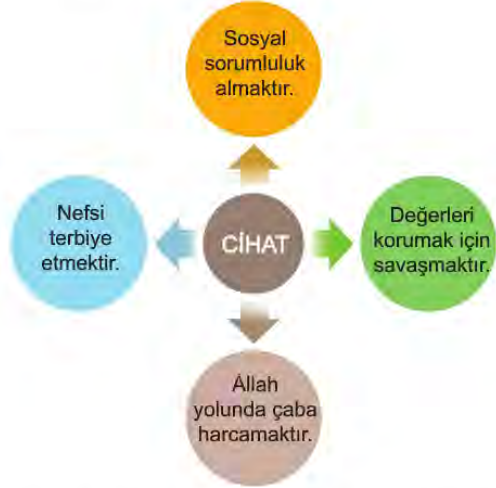 Sosyal
sorumluluk
almaktır.
Nefsi
terbiye
etmektir.
CİHAT
Değerleri
korumak için
savaşmaktır.
Allah
yolunda çaba
harcamaktır.